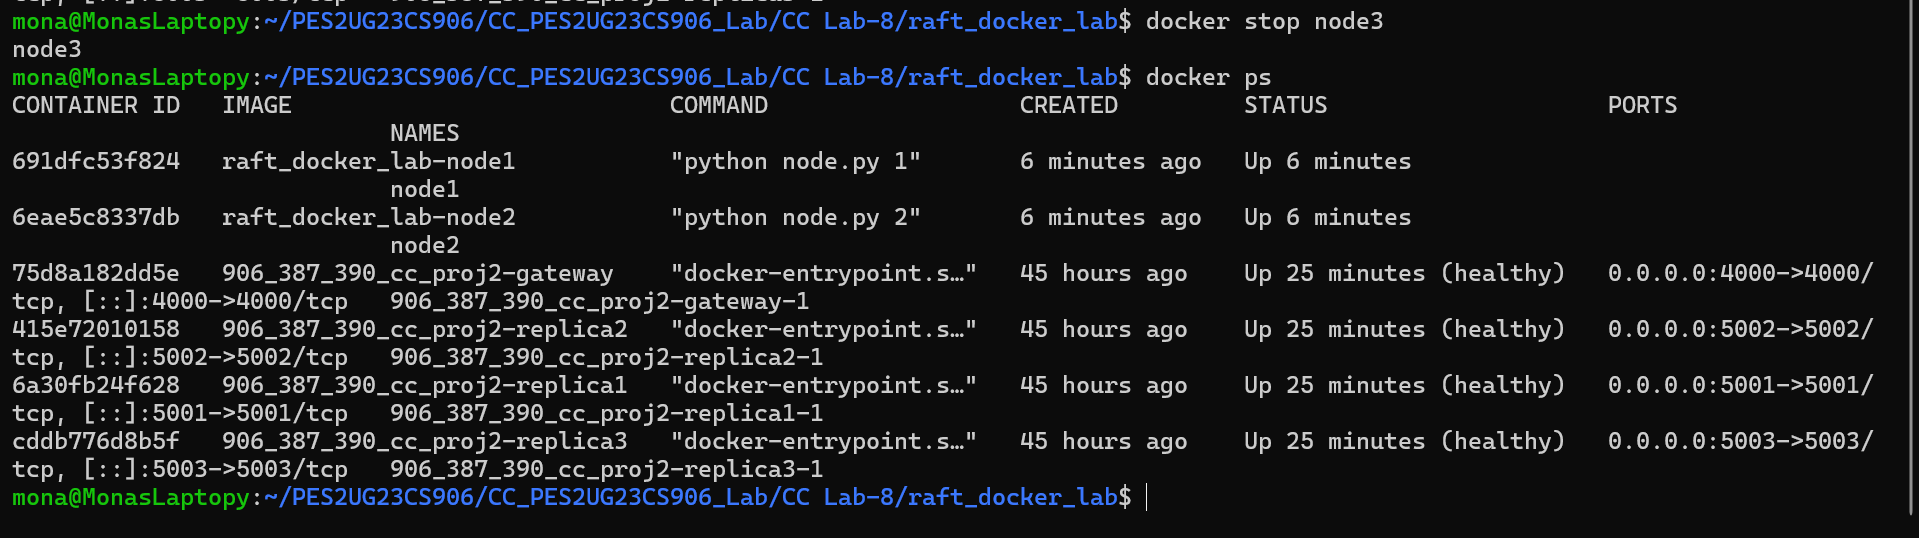 mona@MonasLaptopy:~/PES2UG23CS906/CC_PES2UG23CS906_Lab/CC Lab-8/raft_docker_lab$ docker stop node3
node3
mona@MonasLaptopy:~/PES2UG23CS906/CC_PES2UG23CS906_Lab/CC Lab-8/raft_docker_lab$ docker ps
CONTAINER ID   IMAGE                           COMMAND                  CREATED         STATUS                    PORTS
                           NAMES
691dfc53f824   raft_docker_lab-node1           "python node.py 1"       6 minutes ago   Up 6 minutes
                           node1
6eae5c8337db   raft_docker_lab-node2           "python node.py 2"       6 minutes ago   Up 6 minutes
                           node2
75d8a182dd5e   906_387_390_cc_proj2-gateway    "docker-entrypoint.s…"   45 hours ago    Up 25 minutes (healthy)   0.0.0.0:4000->4000/
tcp, [::]:4000->4000/tcp   906_387_390_cc_proj2-gateway-1
415e72010158   906_387_390_cc_proj2-replica2   "docker-entrypoint.s…"   45 hours ago    Up 25 minutes (healthy)   0.0.0.0:5002->5002/
tcp, [::]:5002->5002/tcp   906_387_390_cc_proj2-replica2-1
6a30fb24f628   906_387_390_cc_proj2-replica1   "docker-entrypoint.s…"   45 hours ago    Up 25 minutes (healthy)   0.0.0.0:5001->5001/
tcp, [::]:5001->5001/tcp   906_387_390_cc_proj2-replica1-1
cddb776d8b5f   906_387_390_cc_proj2-replica3   "docker-entrypoint.s…"   45 hours ago    Up 25 minutes (healthy)   0.0.0.0:5003->5003/
tcp, [::]:5003->5003/tcp   906_387_390_cc_proj2-replica3-1
mona@MonasLaptopy:~/PES2UG23CS906/CC_PES2UG23CS906_Lab/CC Lab-8/raft_docker_lab$